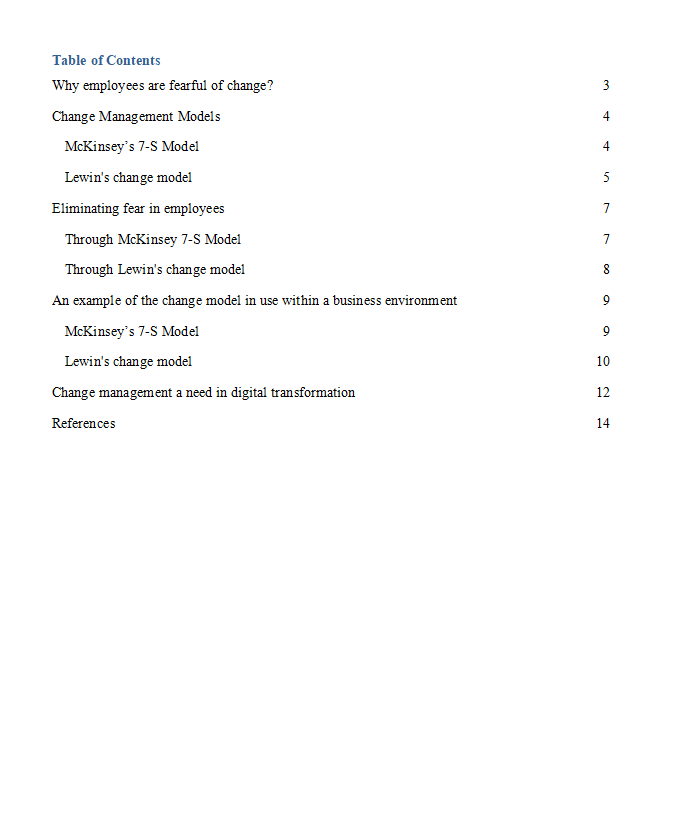 Table of Contents
Why employees are fearful of change? 3
Change Management Models 4
McKinsey’s 7-S Model 4
Lewin's change model 5
Eliminating fear in employees 7
Through McKinsey 7-S Model 7
Through Lewin's change model 8
An example of the change model in use within a business environment 9
McKinsey’s 7-S Model 9
Lewin's change model 10
Change management a need in digital transformation 12
References 14